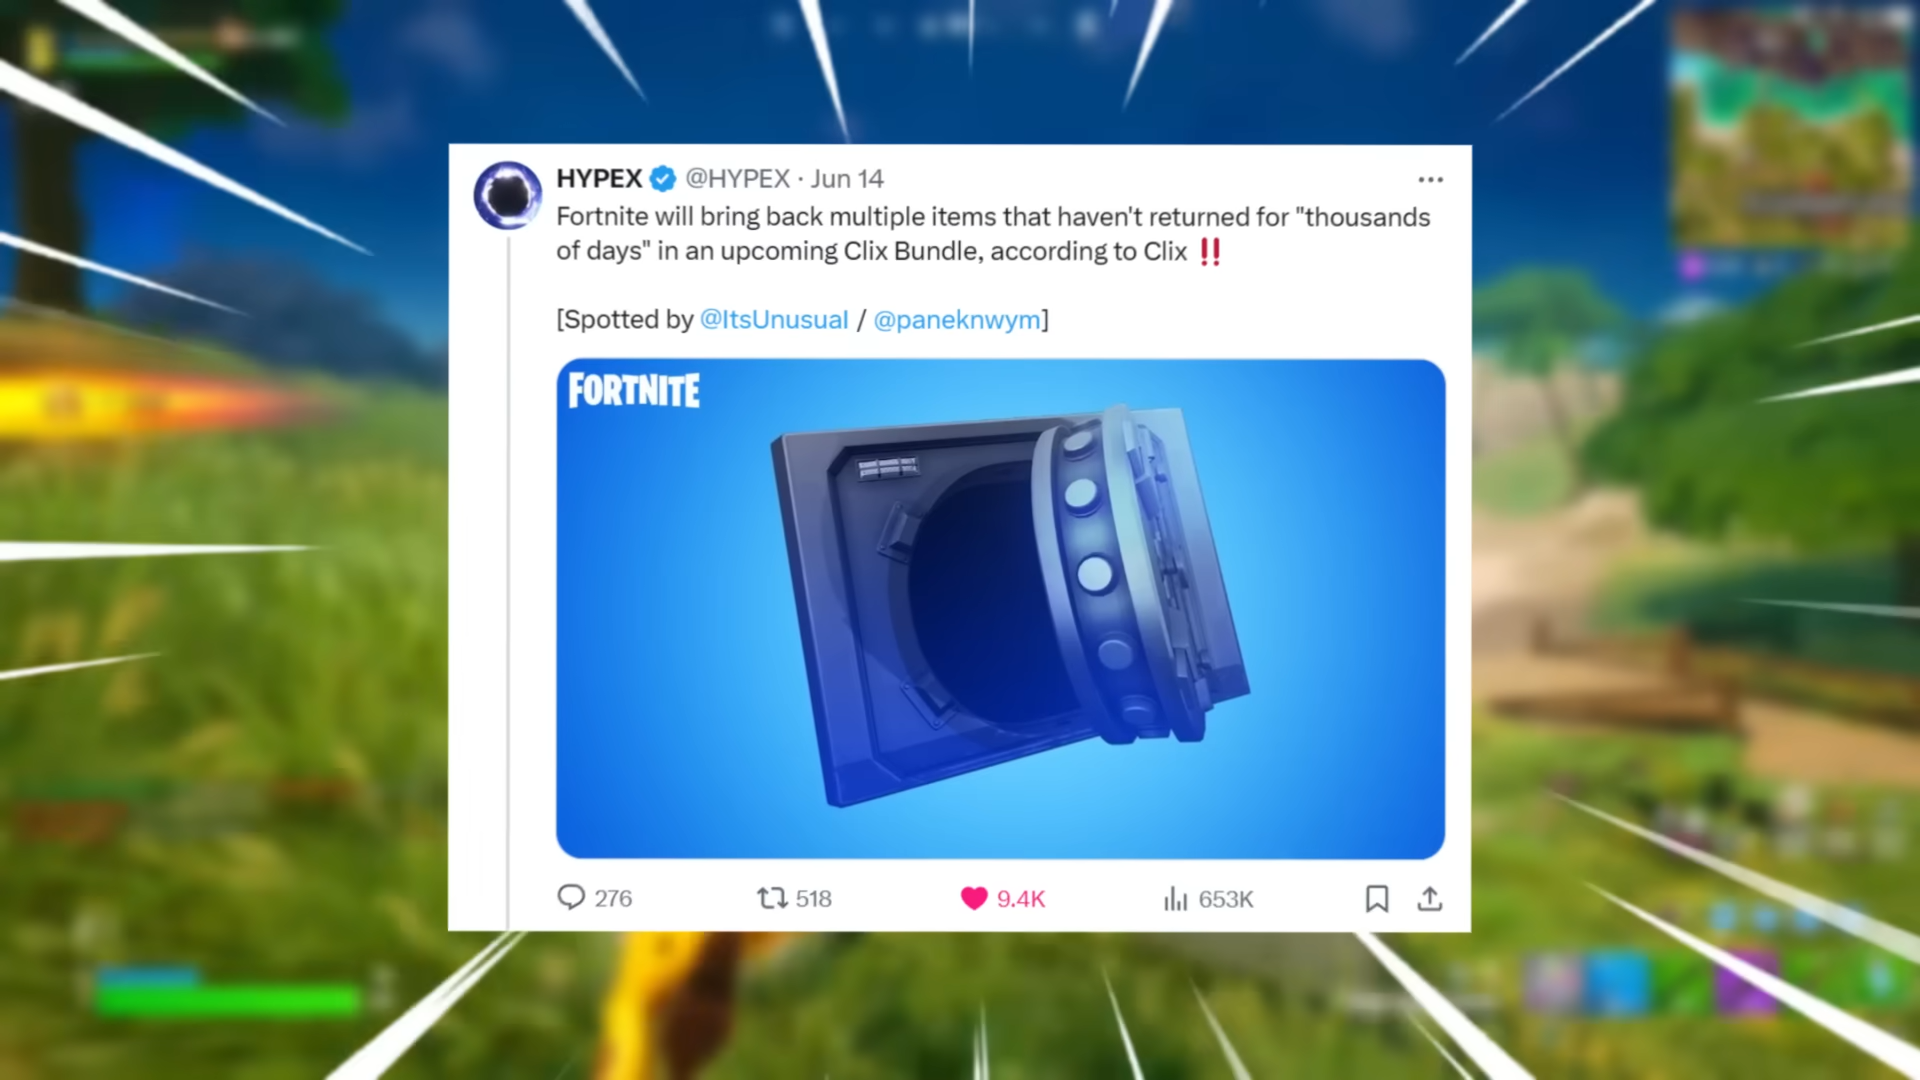 HYPEX @HYPEX · Jun 14
Fortnite will bring back multiple items that haven't returned for "thousands
of days" in an upcoming Clix Bundle, according to Clix ‼️
[Spotted by @ItsUnusual / @paneknwym]
FORTNITE
276 518 9.4K 653K